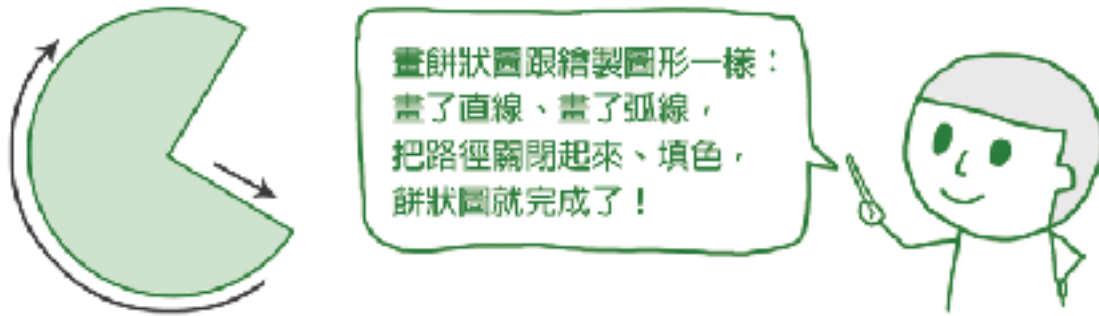 畫餅狀圖跟繪製圖形一樣：
畫了直線、畫了弧線，
把路徑關閉起來、填色，
餅狀圖就完成了！